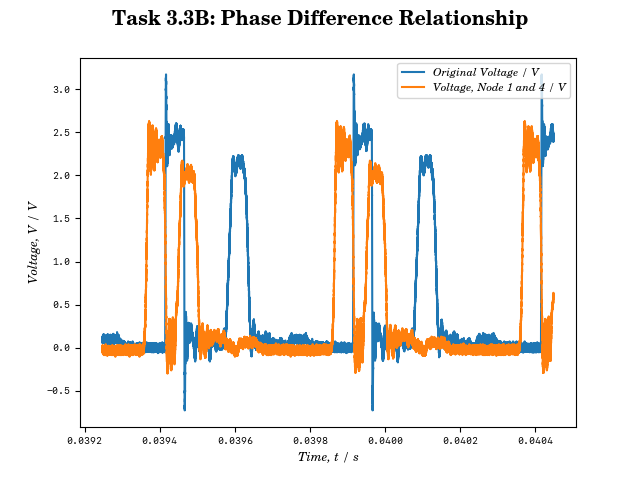 Task 3.3B: Phase Difference Relationship
Original Voltage / V
Voltage, Node 1 and 4 / V
Voltage, V / V
3.0
2.5
2.0
1.5
1.0
0.5
0.0
−0.5
0.0392 0.0394 0.0396 0.0398 0.0400 0.0402 0.0404
Time, t / s